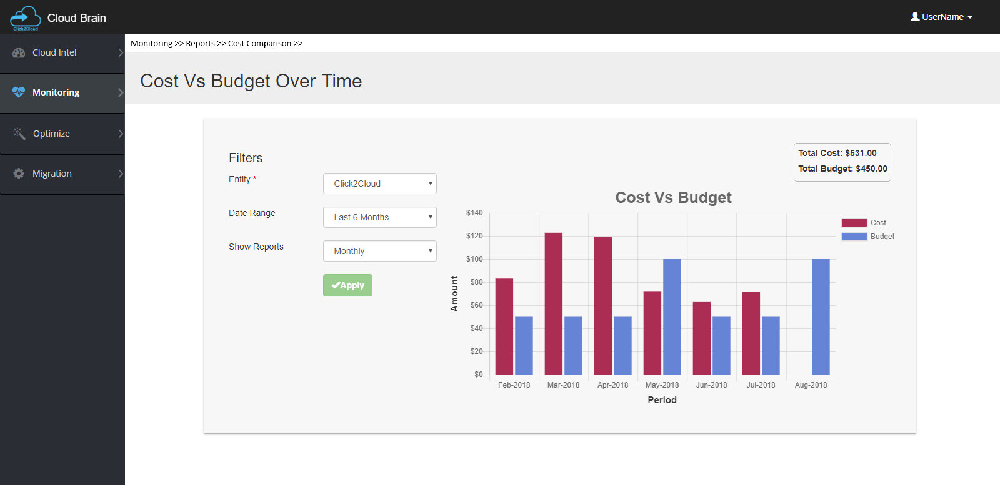 Click2Cloud
Cloud Brain
UserName
Cloud Intel
Monitoring
Optimize
Migration
Monitoring >> Reports >> Cost Comparison >>
Cost Vs Budget Over Time
Filters
Entity *
Click2Cloud
Date Range
Last 6 Months
Show Reports
Monthly
Apply
Total Cost: $531.00
Total Budget: $450.00
Cost Vs Budget
Cost
Budget
Amount
$140
$120
$100
$80
$60
$40
$20
$0
Feb-2018 Mar-2018 Apr-2018 May-2018 Jun-2018 Jul-2018 Aug-2018
Period